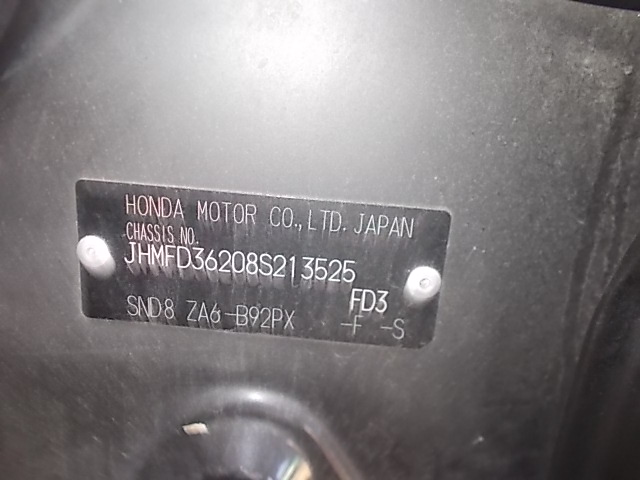 HONDA MOTOR CO.,LTD. JAPAN
CHASSIS NO.
JHMFD36208S213525
FD3
SND8 ZA6-B92PX -F -S